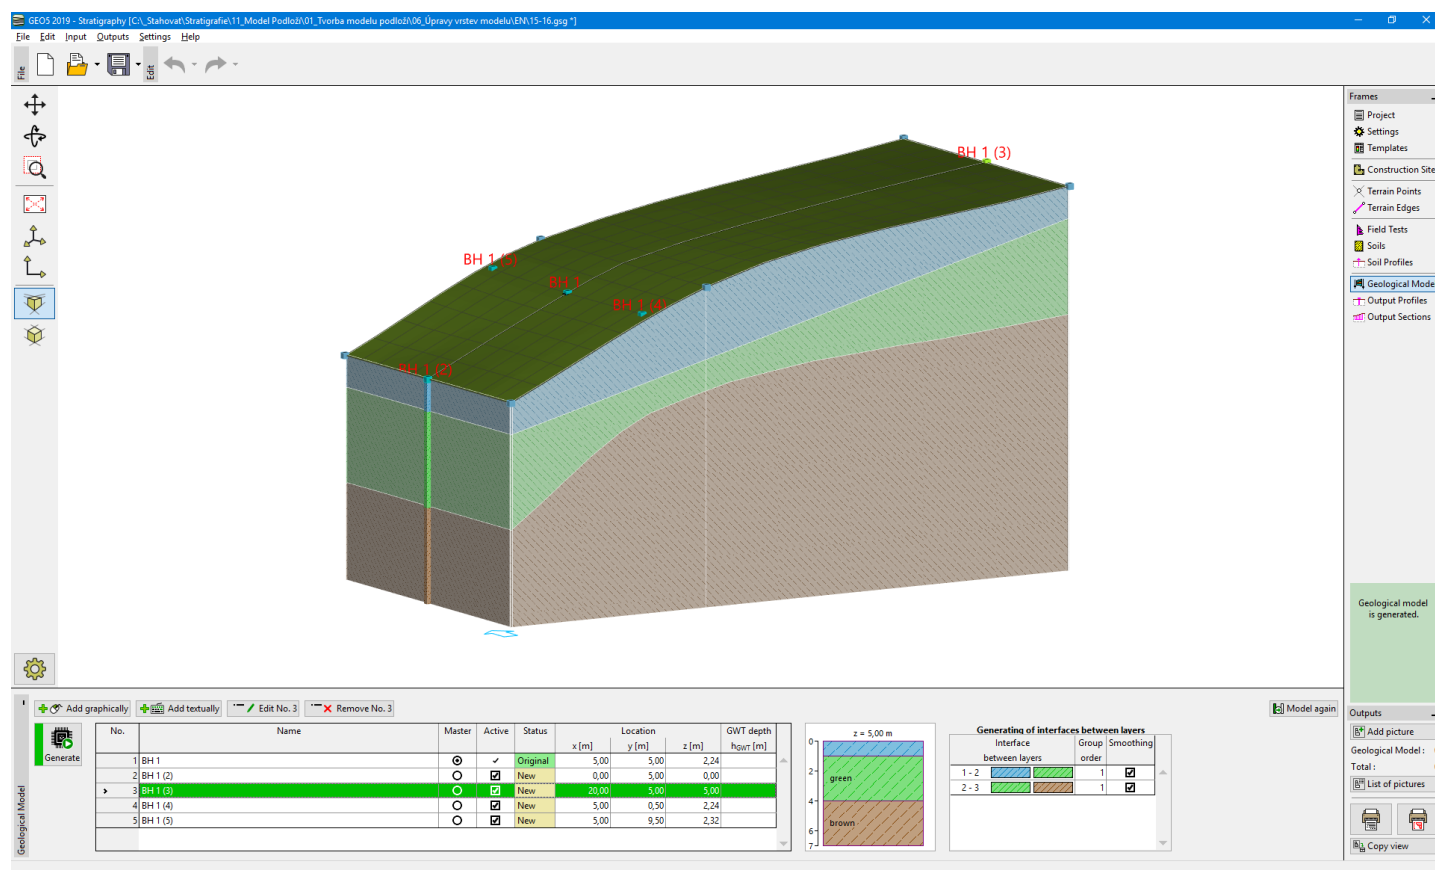 GEO5 2019 - Stratigraphy [C:\_Stahovat\Stratigrafie\11_Model Podloží\01_Tvorba modelu podloží\06_Úpravy vrstev modelu\EN\15-16.gsg *]
File Edit Input Outputs Settings Help
File
Edit
Frames
Project
Settings
Templates
Construction Site
Terrain Points
Terrain Edges
Field Tests
Soils
Soil Profiles
Geological Mode
Output Profiles
Output Sections
BH 1 (3)
BH 1 (5)
BH 1
BH 1 (4)
BH 1 (2)
Geological model
is generated.
Add graphically Add textually Edit No. 3 Remove No. 3 Model again
Generate
Geological Model
No. Name Master Active Status Location GWT depth
x [m] y [m] z [m] hGWT [m]
1 BH 1 Original 5,00 5,00 2,24
2 BH 1 (2) New 0,00 5,00 0,00
3 BH 1 (3) New 20,00 5,00 5,00
4 BH 1 (4) New 5,00 0,50 2,24
5 BH 1 (5) New 5,00 9,50 2,32
z = 5,00 m
0
2
green
4
brown
6
7
Generating of interfaces between layers
Interface Group Smoothing
between layers order
1 - 2 1
2 - 3 1
Outputs
Add picture
Geological Model :
Total :
List of pictures
Copy view